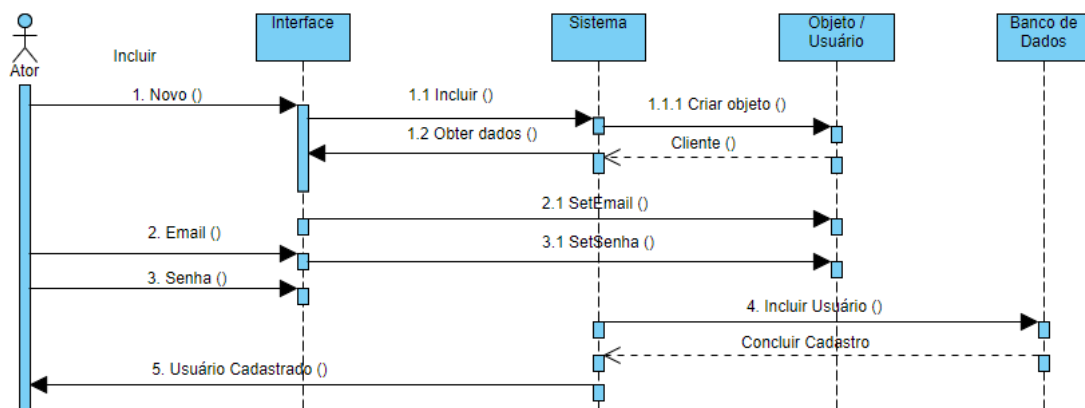 Interface
Sistema
Objeto /
Usuário
Banco de
Dados
Incluir
Ator
1. Novo ()
1.1 Incluir ()
1.1.1 Criar objeto ()
1.2 Obter dados ()
Cliente ()
2.1 SetEmail ()
2. Email ()
3.1 SetSenha ()
3. Senha ()
4. Incluir Usuário ()
Concluir Cadastro
5. Usuário Cadastrado ()